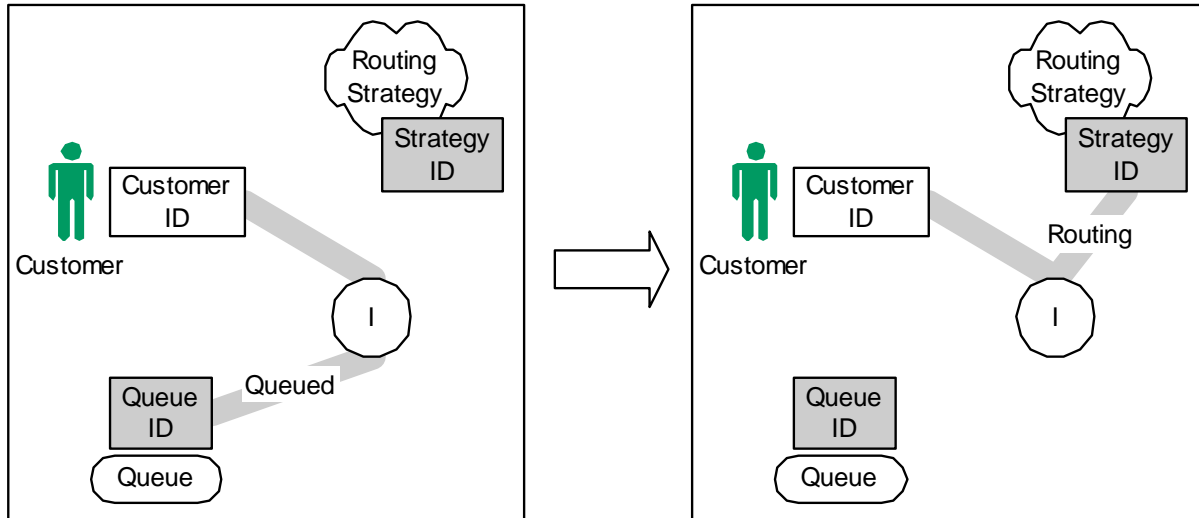 Routing
Strategy
Strategy
ID
Customer
ID
Customer
I
Queued
Queue
ID
Queue
Routing
Strategy
Strategy
ID
Customer
ID
Routing
Customer
I
Queue
ID
Queue